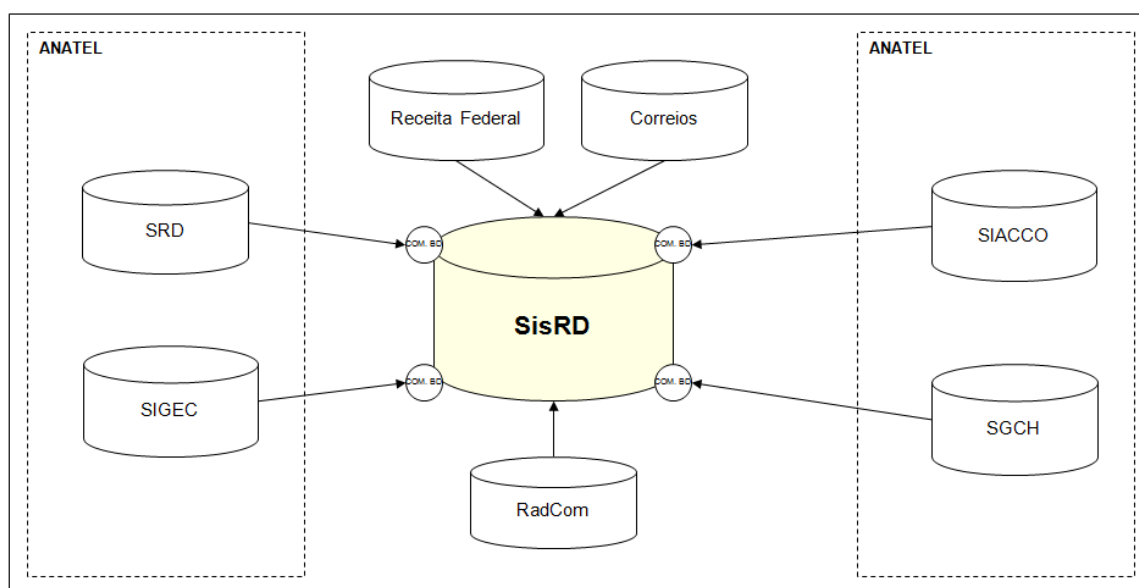 ANATEL
ANATEL
Receita Federal
Correios
SRD
SIACCO
COM. BD
COM. BD
SisRD
SIGEC
COM. BD
COM. BD
SGCH
RadCom